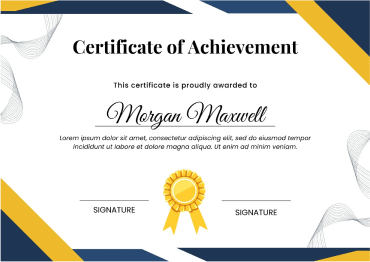 Certificate of Achievement
This certificate is proudly awarded to
Morgan Maxwell
Lorem ipsum dolor sit amet, consectetur adipiscing elit, sed do eiusmod tempor
incididunt ut labore et dolore magna aliqua. Ut enim ad minim veniam.
SIGNATURE
SIGNATURE